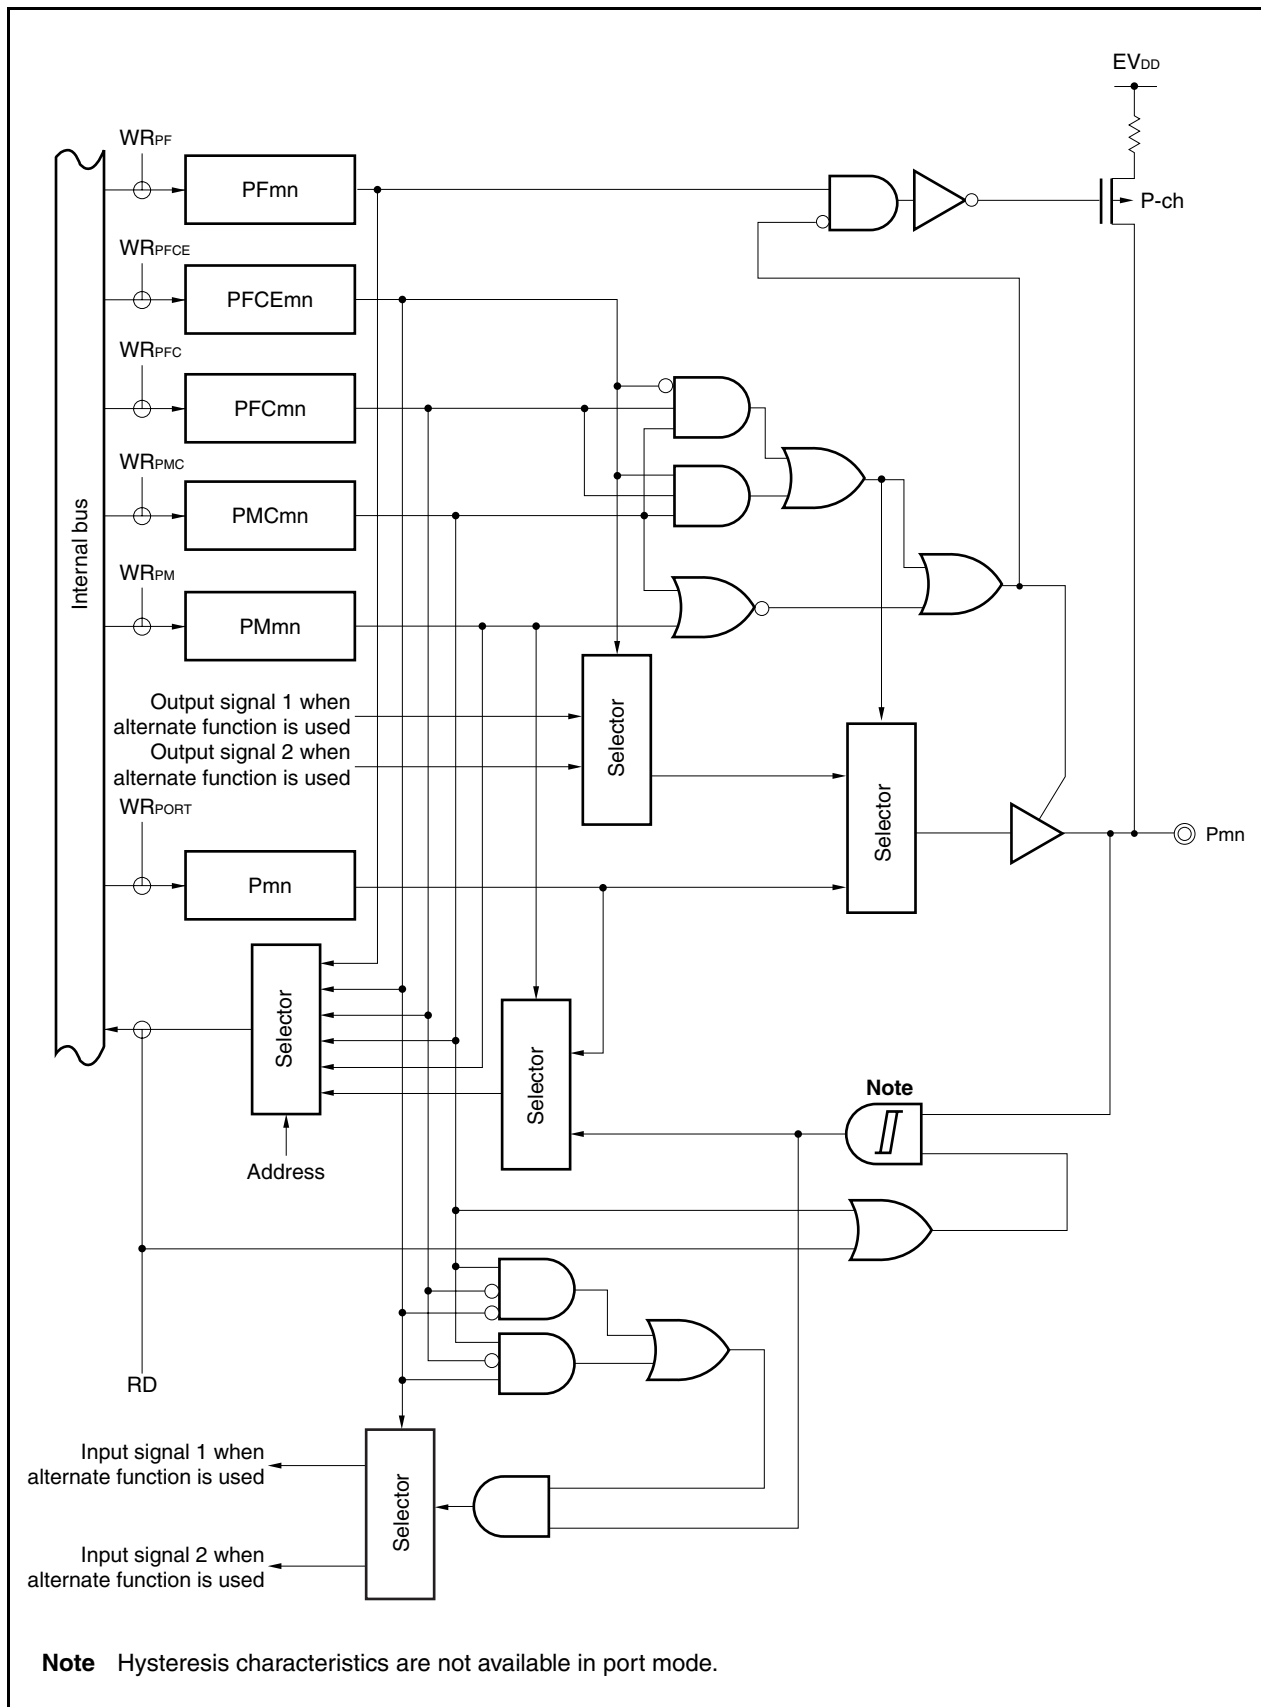 EVDD
WRPF
PFmn
P-ch
WRPFCE
PFCEmn
WRPFC
PFCmn
WRPMC
PMCmn
Internal bus
WRPM
PMmn
Output signal 1 when
alternate function is used
Output signal 2 when
alternate function is used
Selector
Selector
WRPORT
Pmn
Pmn
Selector
Selector
Note
Address
RD
Input signal 1 when
alternate function is used
Selector
Input signal 2 when
alternate function is used
Note Hysteresis characteristics are not available in port mode.